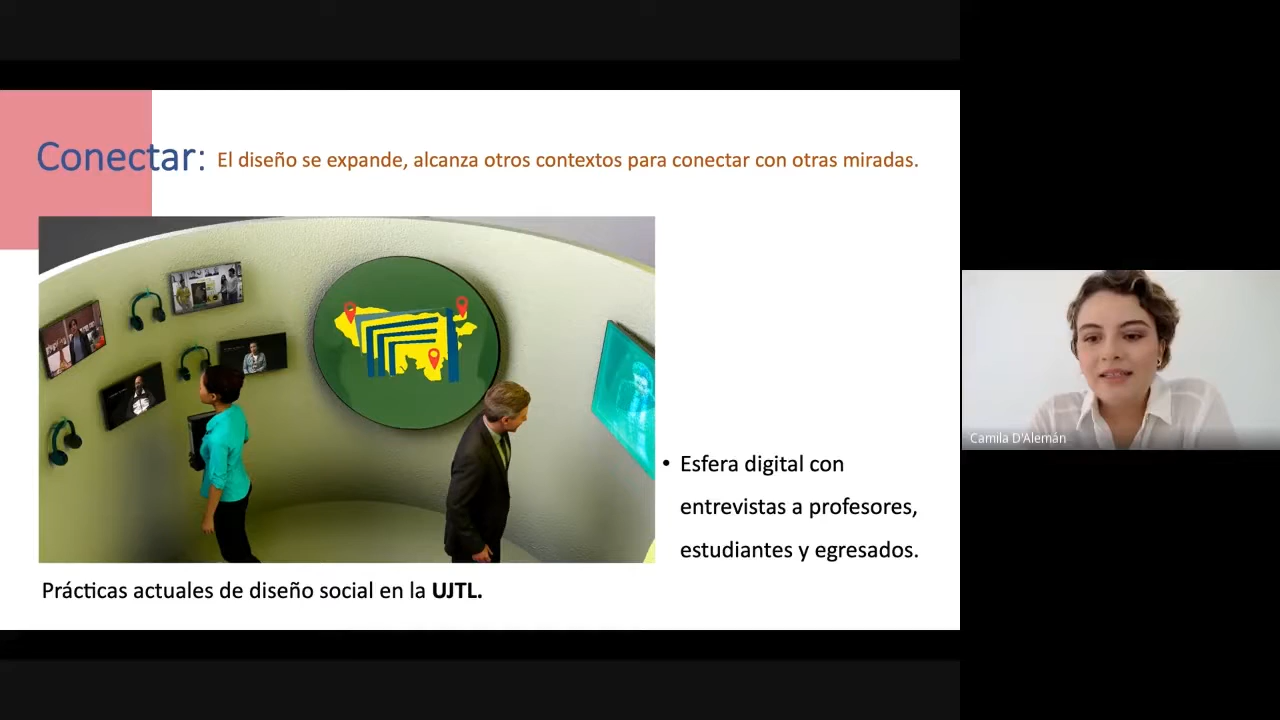 Conectar: El diseño se expande, alcanza otros contextos para conectar con otras miradas.
• Esfera digital con
entrevistas a profesores,
estudiantes y egresados.
Prácticas actuales de diseño social en la UJTL.
Camila D'Alemán